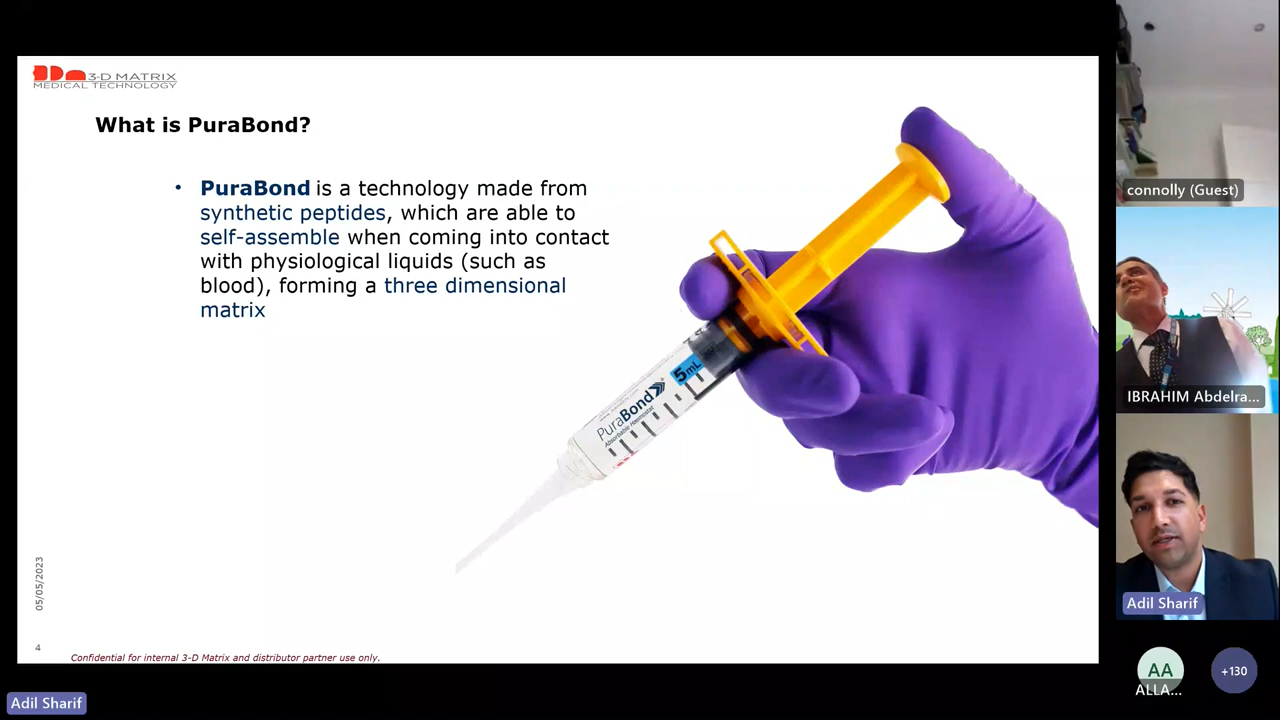 3-D MATRIX
MEDICAL TECHNOLOGY
What is PuraBond?
• PuraBond is a technology made from
synthetic peptides, which are able to
self-assemble when coming into contact
with physiological liquids (such as
blood), forming a three dimensional
matrix
5mL
PuraBond
Absorbable Haemostat
05/05/2023
4
Confidential for internal 3-D Matrix and distributor partner use only.
Adil Sharif
connolly (Guest)
IBRAHIM Abdelra...
Adil Sharif
AA
ALLA...
+130